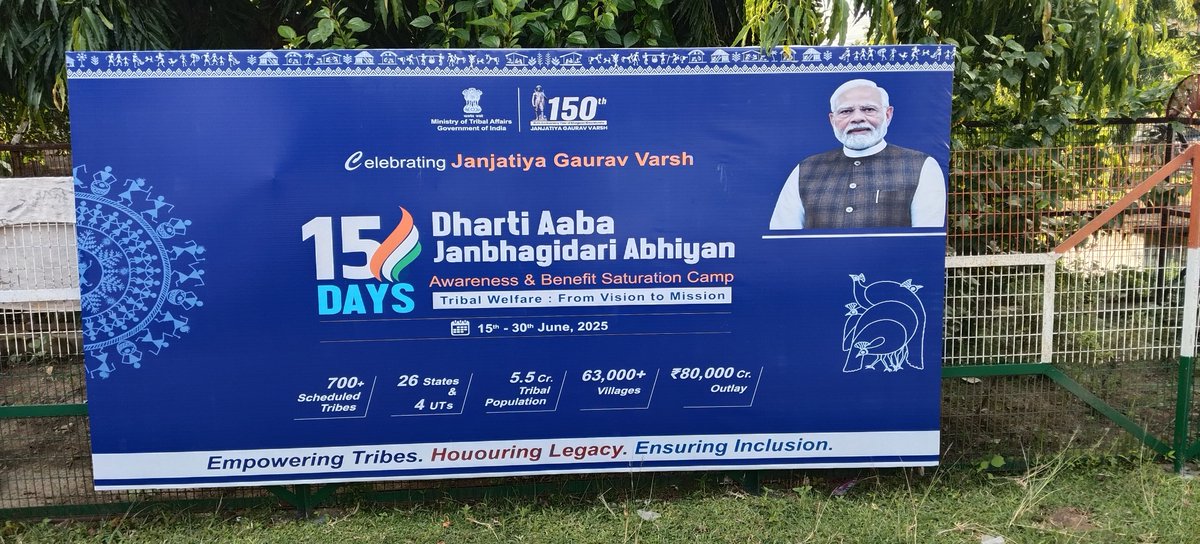 Ministry of Tribal Affairs
Government of India
150th
JANJATIYA GAURAV VARSH
Celebrating Janjatiya Gaurav Varsh
15
DAYS
Dharti Aaba
Janbhagidari Abhiyan
Awareness & Benefit Saturation Camp
Tribal Welfare : From Vision to Mission
15th - 30th June, 2025
700+
Scheduled
Tribes
26 States
&
4 UTs
5.5 Cr.
Tribal
Population
63,000+
Villages
₹80,000 Cr.
Outlay
Empowering Tribes. Hououring Legacy. Ensuring Inclusion.